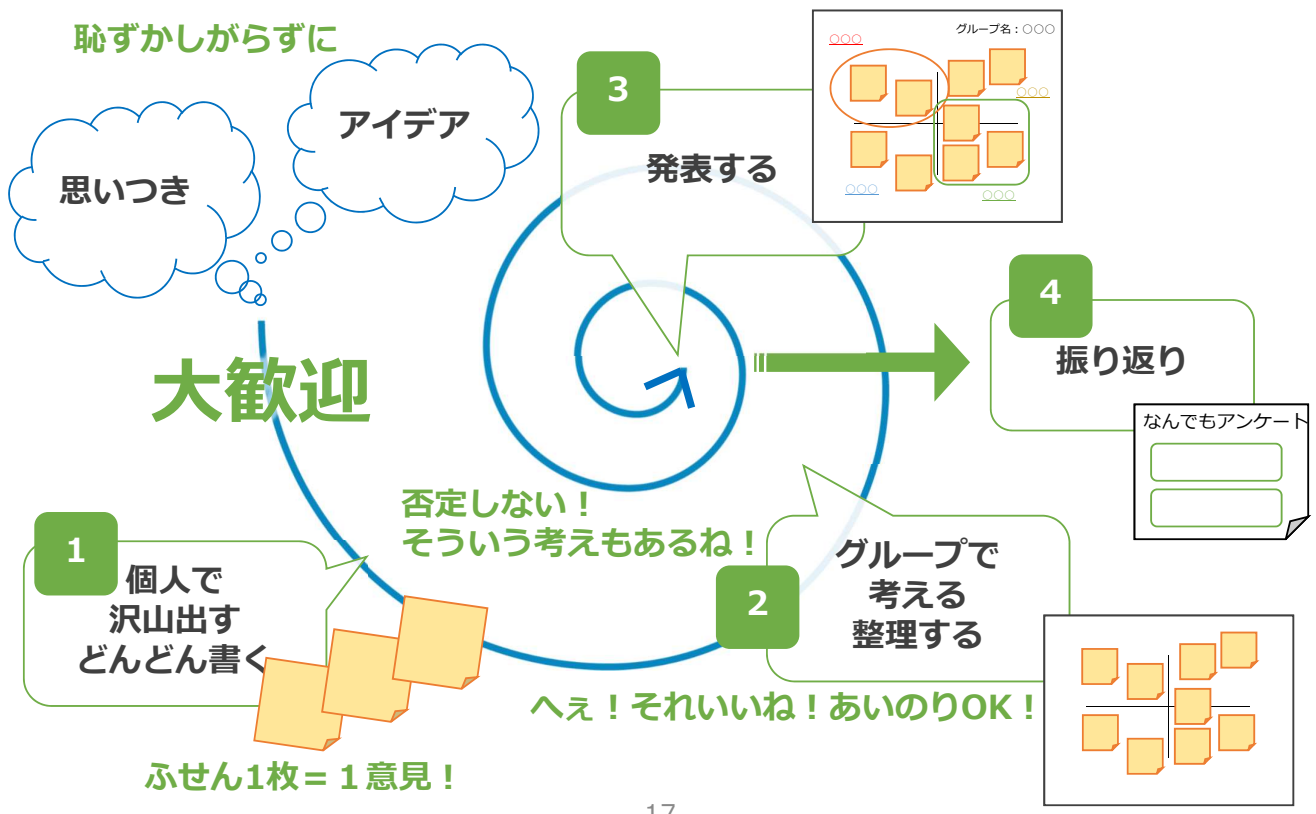 恥ずかしがらずに
アイデア
思いつき
大歓迎
1
個人で
沢山出す
どんどん書く
ふせん1枚=１意見！
否定しない！
そういう考えもあるね！
2
グループで
考える
整理する
へぇ！それいいね！あいのりOK！
3
発表する
グループ名：○○○
○○○
○○○
○○○
○○○
4
振り返り
なんでもアンケート
17